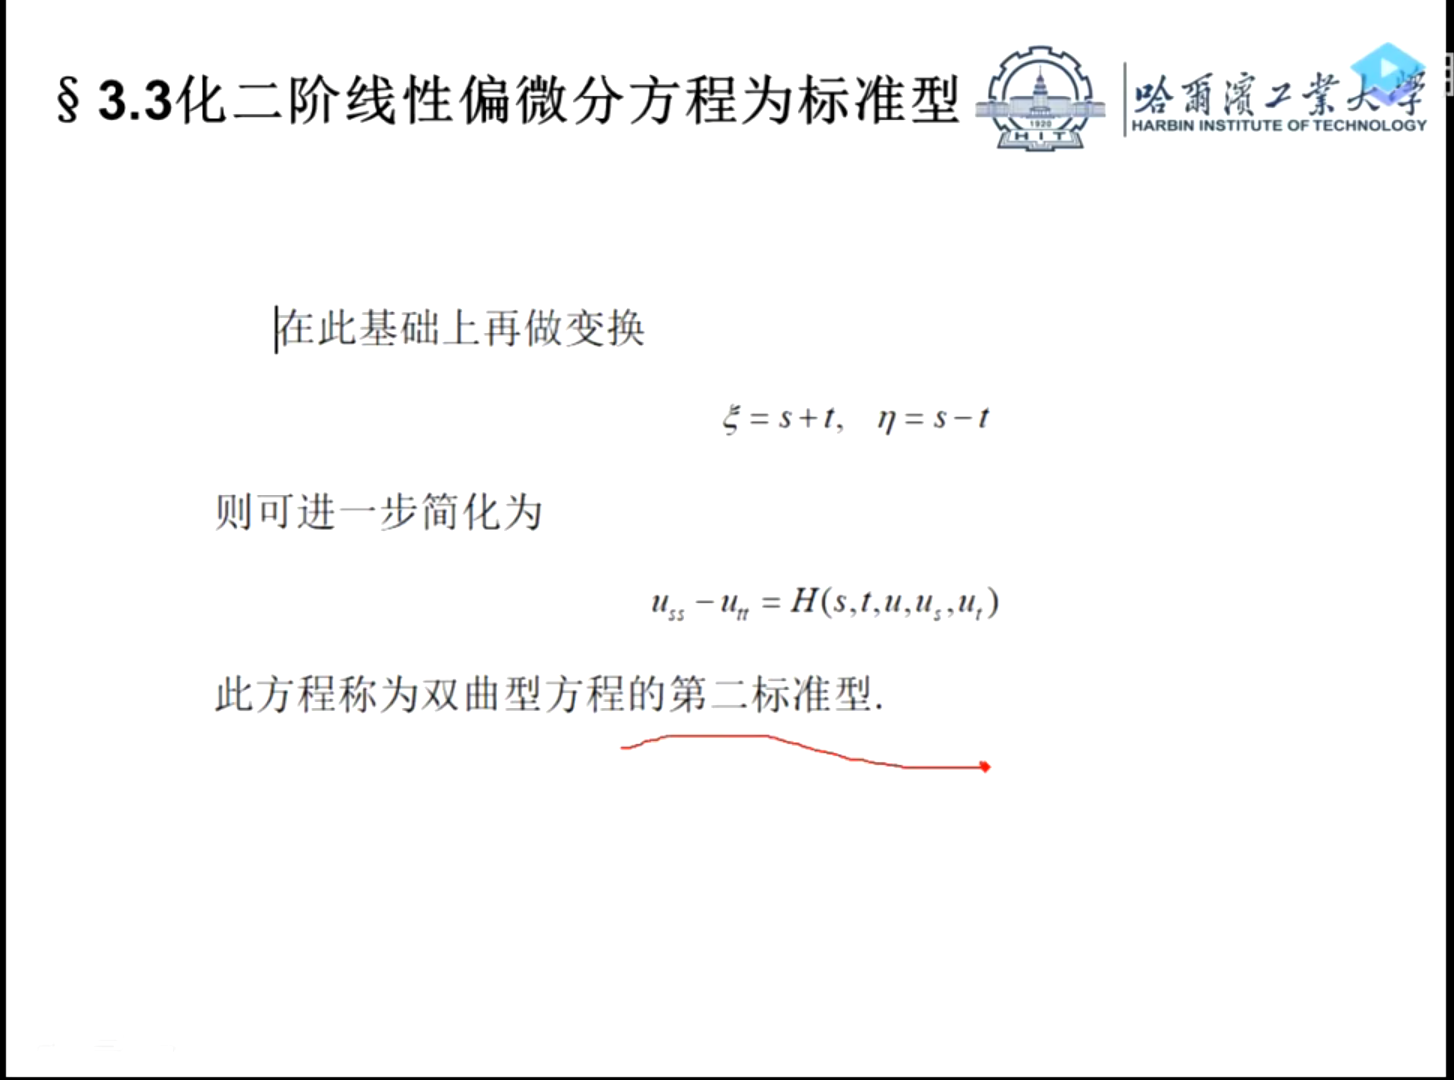 § 3.3化二阶线性偏微分方程为标准型
哈爾濱工業大學
HARBIN INSTITUTE OF TECHNOLOGY
1920
HIT
在此基础上再做变换
ξ = s + t, η = s − t
则可进一步简化为
u_{ss} − u_{tt} = H(s,t,u,u_s,u_t)
此方程称为双曲型方程的第二标准型.